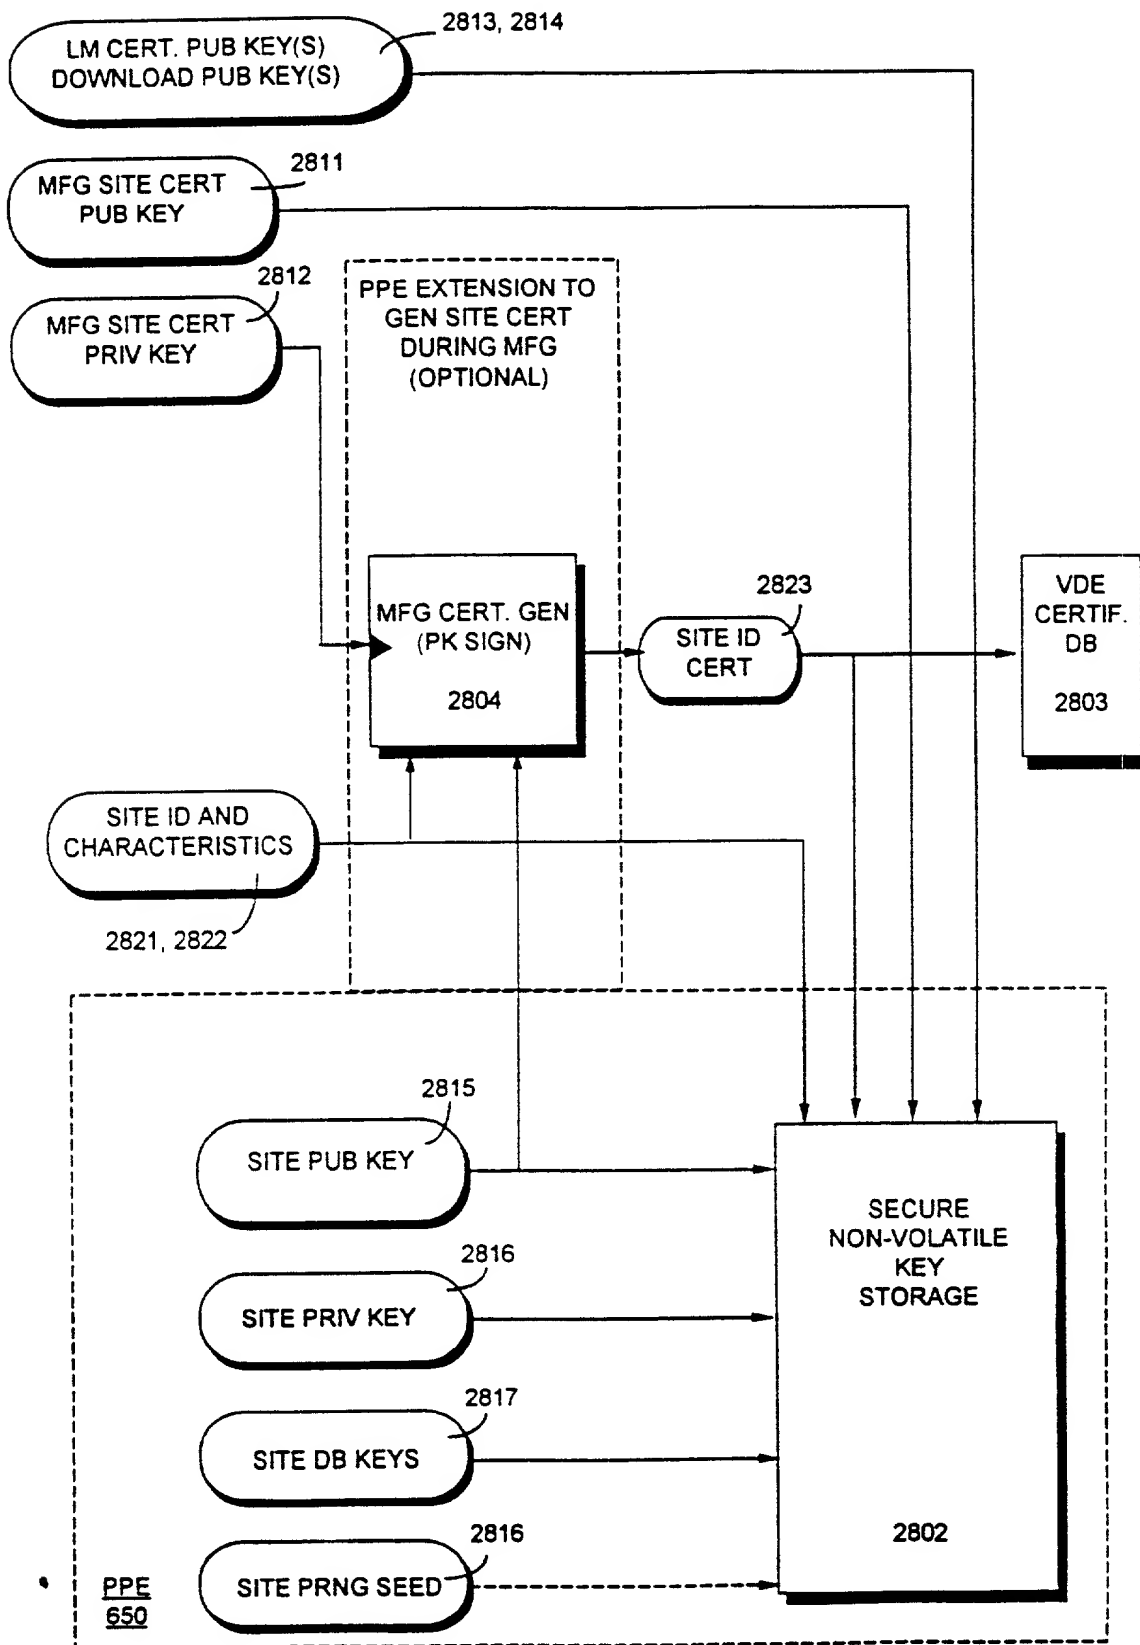 2813, 2814
LM CERT. PUB KEY(S)
DOWNLOAD PUB KEY(S)
2811
MFG SITE CERT
PUB KEY
2812
MFG SITE CERT
PRIV KEY
PPE EXTENSION TO
GEN SITE CERT
DURING MFG
(OPTIONAL)
MFG CERT. GEN
(PK SIGN)
2804
2823
SITE ID
CERT
VDE
CERTIF.
DB
2803
SITE ID AND
CHARACTERISTICS
2821, 2822
2815
SITE PUB KEY
2816
SITE PRIV KEY
2817
SITE DB KEYS
2816
SITE PRNG SEED
SECURE
NON-VOLATILE
KEY
STORAGE
2802
PPE
650